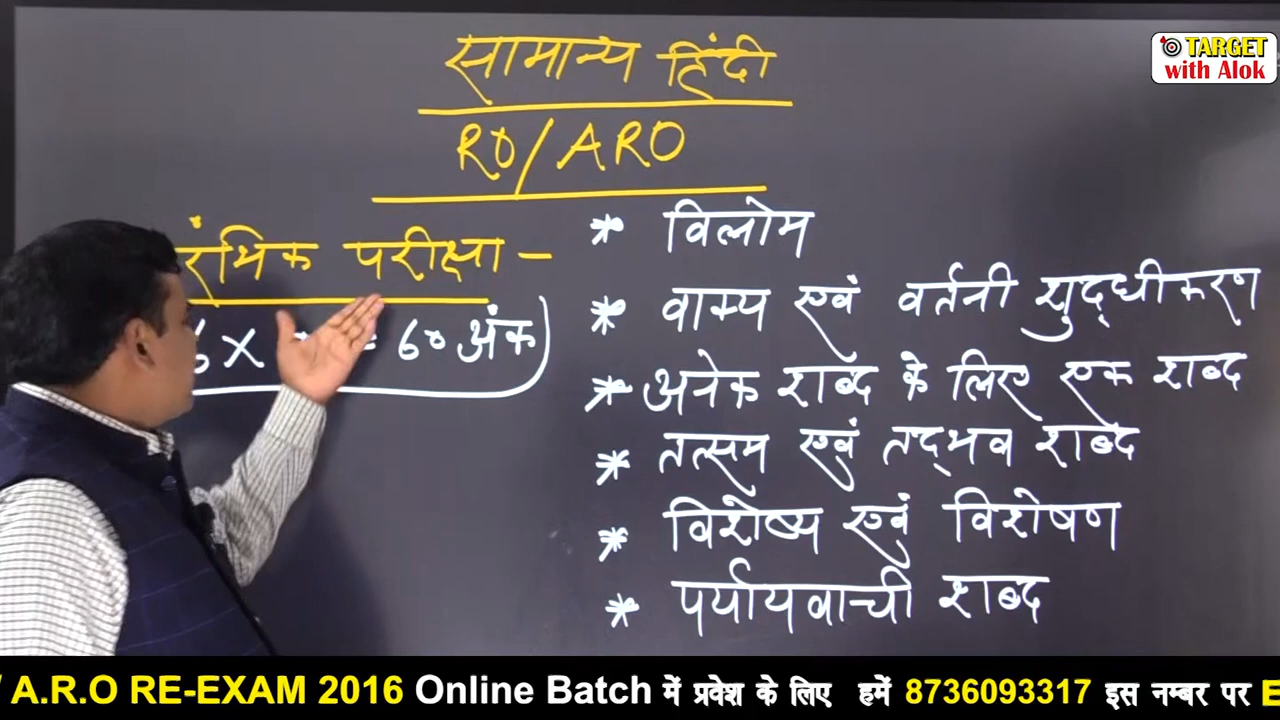 TARGET
with Alok
सामान्य हिंदी
RO/ARO
रंभिक परीक्षा –
6 X = 60 अंक
* विलोम
* वाक्य एवं वर्तनी शुद्धीकरण
* अनेक शब्द के लिए एक शब्द
* तत्सम एवं तद्भव शब्द
* विशेष्य एवं विशेषण
* पर्यायवाची शब्द
/ A.R.O RE-EXAM 2016 Online Batch में प्रवेश के लिए हमें 8736093317 इस नम्बर पर E